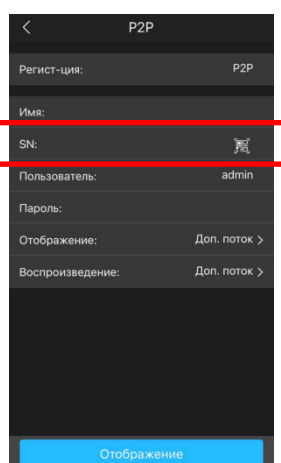 P2P
Регист-ция: P2P
Имя:
SN:
Пользователь: admin
Пароль:
Отображение: Доп. поток
Воспроизведение: Доп. поток
Отображение